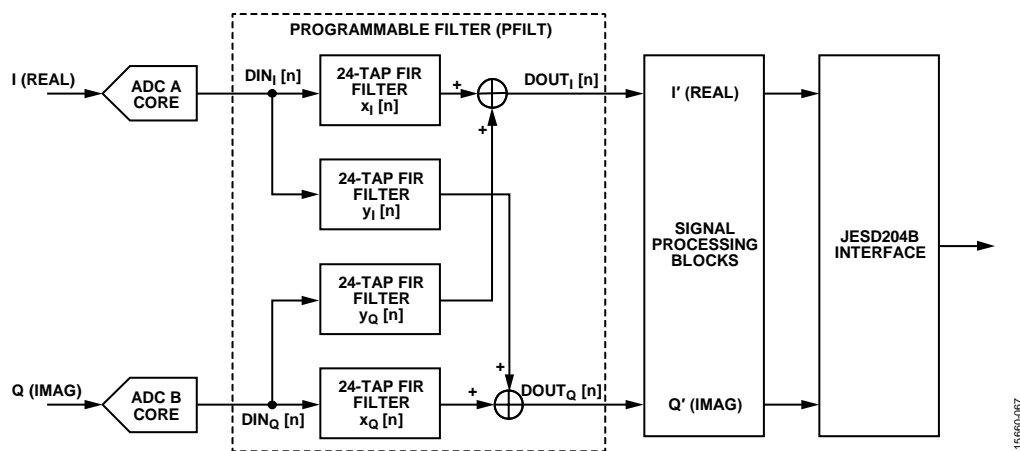 PROGRAMMABLE FILTER (PFILT)
I (REAL)
ADC A
CORE
DINI [n]
24-TAP FIR
FILTER
xI [n]
+
+
DOUTI [n]
I′ (REAL)
24-TAP FIR
FILTER
yI [n]
SIGNAL
PROCESSING
BLOCKS
JESD204B
INTERFACE
24-TAP FIR
FILTER
yQ [n]
Q (IMAG)
ADC B
CORE
DINQ [n]
24-TAP FIR
FILTER
xQ [n]
+
+
DOUTQ [n]
Q′ (IMAG)
15660-067